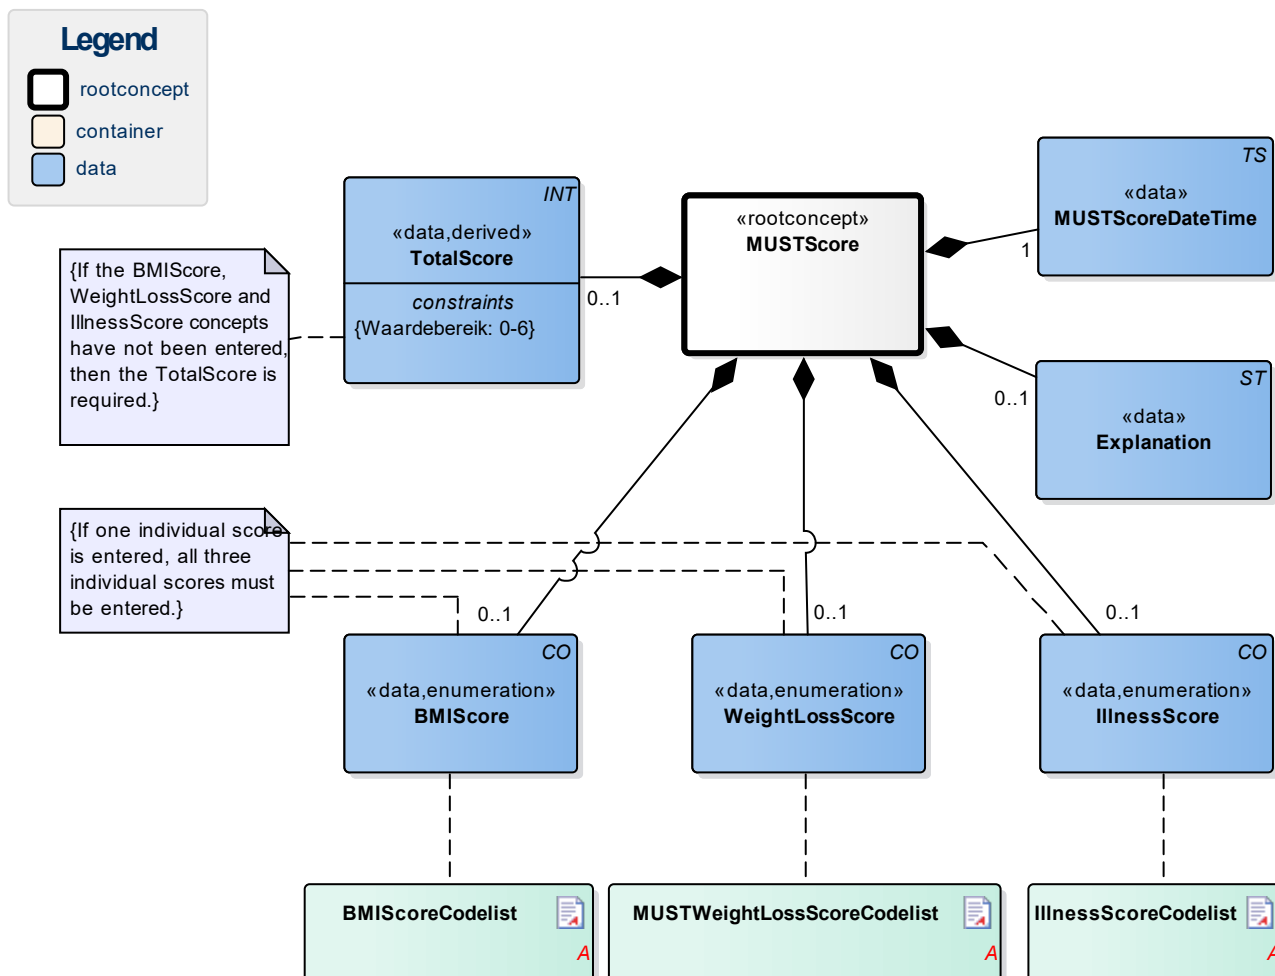 Legend
rootconcept
container
data
TS
«data»
MUSTScoreDateTime
1
INT
«data,derived»
TotalScore
constraints
{Waardebereik: 0-6}
0..1
«rootconcept»
MUSTScore
{If the BMIScore,
WeightLossScore and
IllnessScore concepts
have not been entered,
then the TotalScore is
required.}
ST
«data»
Explanation
0..1
{If one individual score
is entered, all three
individual scores must
be entered.}
0..1
0..1
0..1
CO
«data,enumeration»
BMIScore
CO
«data,enumeration»
WeightLossScore
CO
«data,enumeration»
IllnessScore
BMIScoreCodelist
A
MUSTWeightLossScoreCodelist
A
IllnessScoreCodelist
A